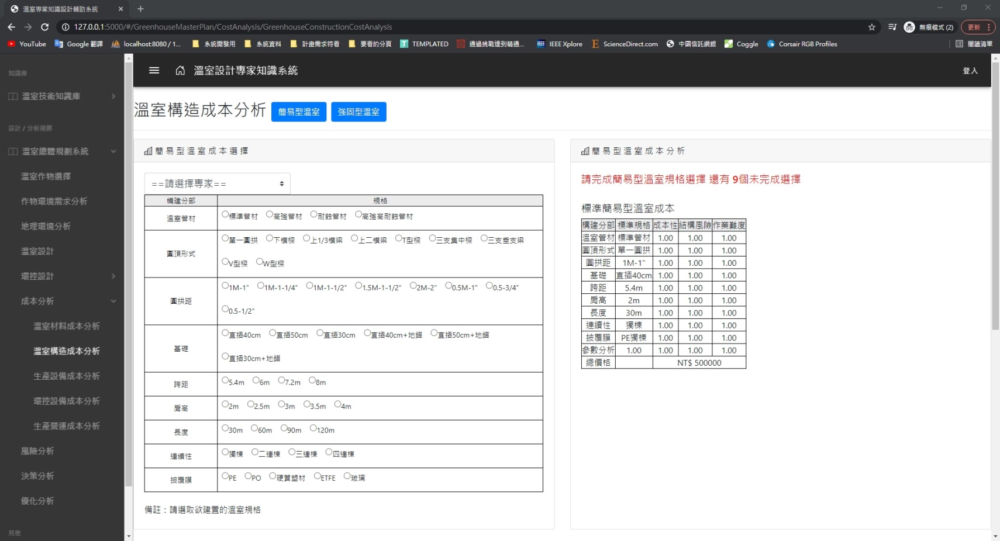 溫室專家知識設計輔助系統
127.0.0.1:5000/#/GreenhouseMasterPlan/CostAnalysis/GreenhouseConstructionCostAnalysis
無痕模式 (2)
更新
YouTube
Google 翻譯
localhost:8080 / 1...
系統開發用
系統資料
計畫需求待看
要看的分頁
TEMPLATED
通過挑戰達到精通...
IEEE Xplore
ScienceDirect.com
中國信託網銀
Coggle
Corsair RGB Profiles
閱讀清單
知識庫
溫室技術知識庫
設計 / 分析規劃
溫室總體規劃系統
溫室作物選擇
作物環境需求分析
地理環境分析
溫室設計
環控設計
成本分析
溫室材料成本分析
溫室構造成本分析
生產設備成本分析
環控設備成本分析
生產營運成本分析
風險分析
決策分析
優化分析
其他
溫室設計專家知識系統
登入
溫室構造成本分析 簡易型溫室 強固型溫室
簡易型溫室成本選擇
==請選擇專家==
構建分部 規格
溫室管材 標準管材 高強管材 耐蝕管材 高強高耐蝕管材
圓頂形式 單一圓拱 下橫樑 上1/3橫梁 上二橫梁 T型樑 三支集中樑 三支垂支梁
V型樑 W型樑
圓拱距 1M-1" 1M-1-1/4" 1M-1-1/2" 1.5M-1-1/2" 2M-2" 0.5M-1" 0.5-3/4"
0.5-1/2"
基礎 直插40cm 直插50cm 直插30cm 直插40cm+地錨 直插50cm+地錨
直插30cm+地錨
跨距 5.4m 6m 7.2m 8m
肩高 2m 2.5m 3m 3.5m 4m
長度 30m 60m 90m 120m
連續性 獨棟 二連棟 三連棟 四連棟
披覆膜 PE PO 硬質塑材 ETFE 玻璃
備註：請選取欲建置的溫室規格
簡易型溫室成本分析
請完成簡易型溫室規格選擇 還有 9個未完成選擇
標準簡易型溫室成本
構建分部 標準規格 成本性 結構風險 作業難度
溫室管材 標準管材 1.00 1.00 1.00
圓頂形式 單一圓拱 1.00 1.00 1.00
圓拱距 1M-1" 1.00 1.00 1.00
基礎 直插40cm 1.00 1.00 1.00
跨距 5.4m 1.00 1.00 1.00
肩高 2m 1.00 1.00 1.00
長度 30m 1.00 1.00 1.00
連續性 獨棟 1.00 1.00 1.00
披覆膜 PE獨棟 1.00 1.00 1.00
參數分析 1.00 1.00 1.00 1.00
總價格 NT$ 500000